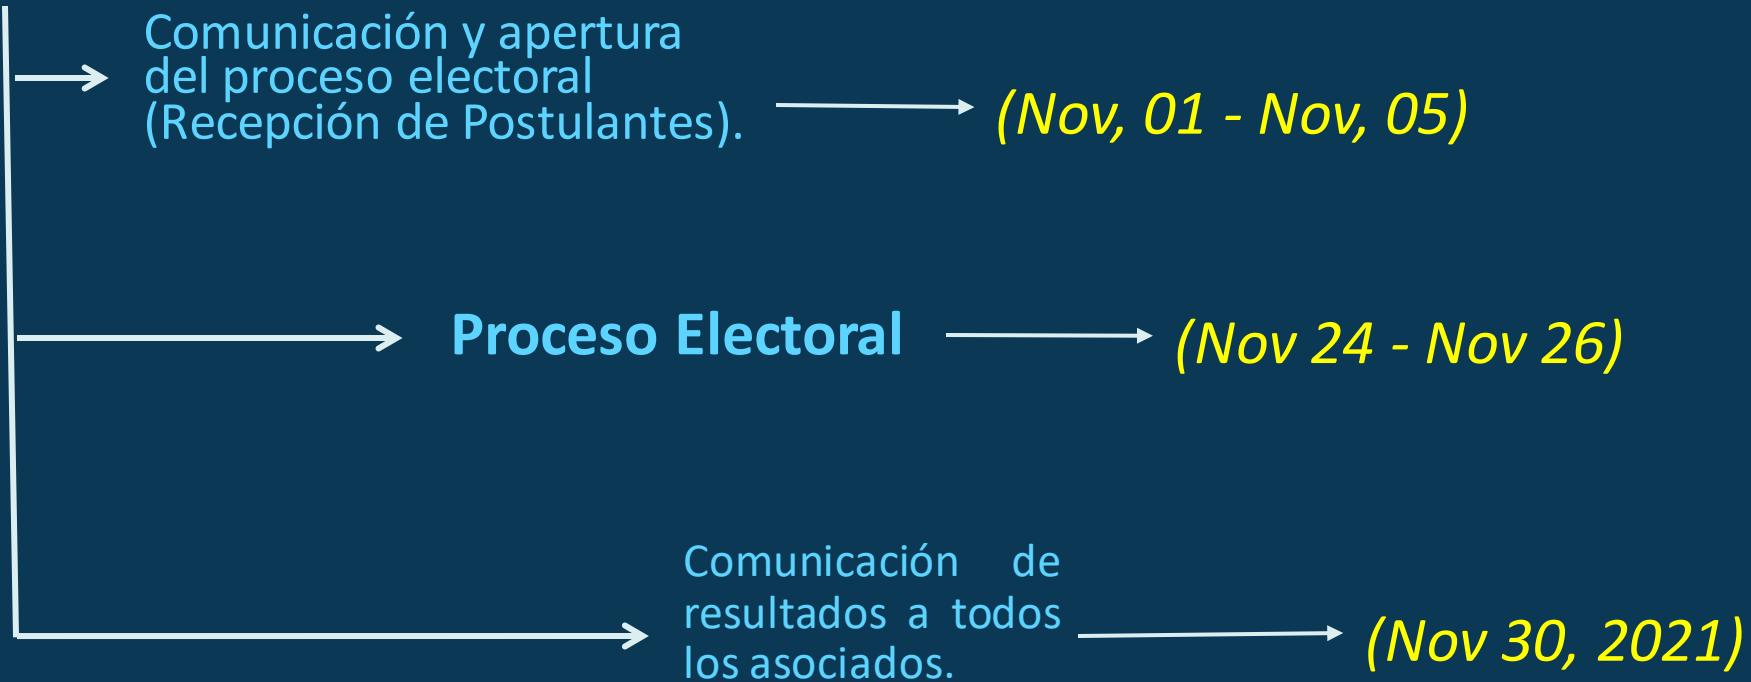 Comunicación y apertura
del proceso electoral
(Recepción de Postulantes).
(Nov, 01 - Nov, 05)
Proceso Electoral
(Nov 24 - Nov 26)
Comunicación de
resultados a todos
los asociados.
(Nov 30, 2021)